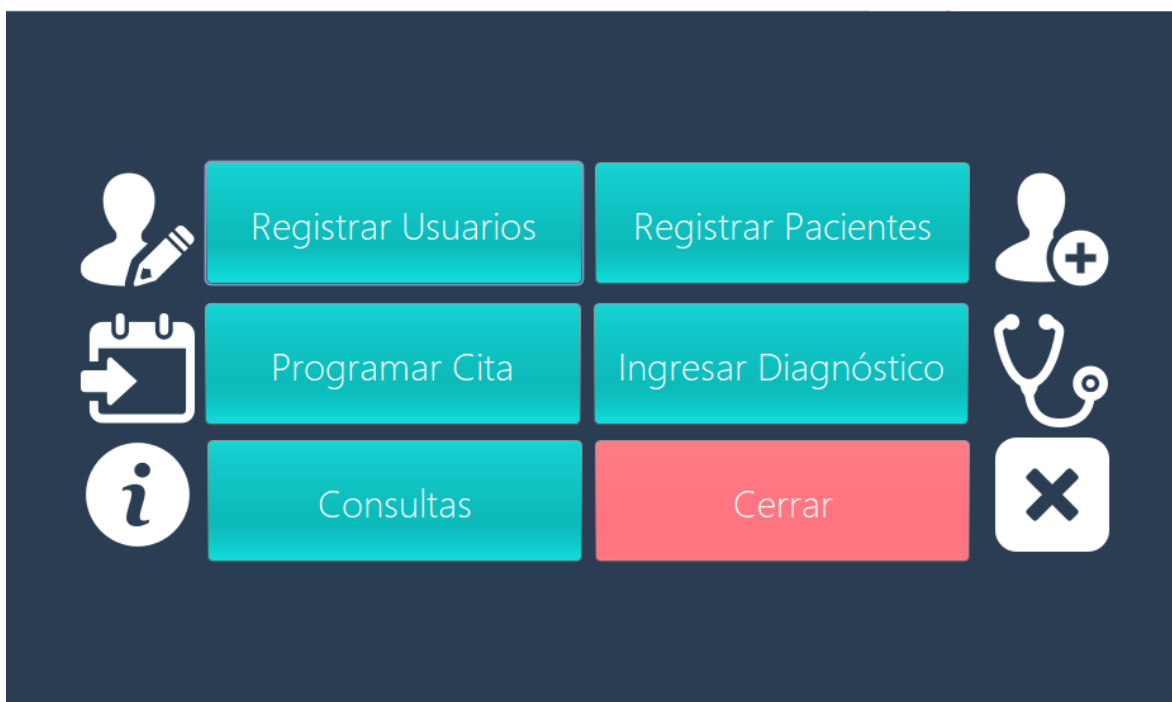 Registrar Usuarios
Registrar Pacientes
Programar Cita
Ingresar Diagnóstico
Consultas
Cerrar